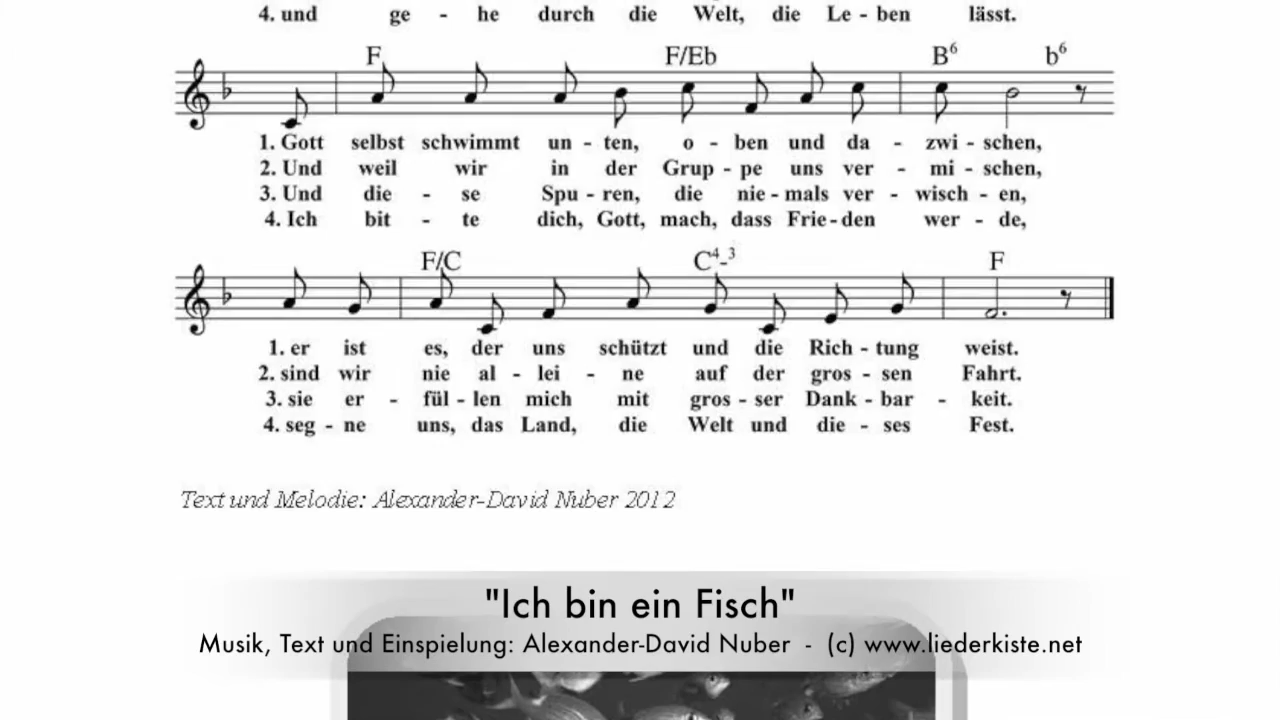 4. und ge - he durch die Welt, die Le - ben lässt.
F F/Eb B6 b6
1. Gott selbst schwimmt un - ten, o - ben und da - zwi - schen,
2. Und weil wir in der Grup - pe uns ver - mi - schen,
3. Und die - se Spu - ren, die nie - mals ver - wisch - en,
4. Ich bit - te dich, Gott, mach, dass Frie - den wer - de,
F/C C4-3 F
1. er ist es, der uns schützt und die Rich - tung weist.
2. sind wir nie al - lei - ne auf der gros - sen Fahrt.
3. sie er - fül - len mich mit gros - ser Dank - bar - keit.
4. seg - ne uns, das Land, die Welt und die - ses Fest.
Text und Melodie: Alexander-David Nuber 2012
"Ich bin ein Fisch"
Musik, Text und Einspielung: Alexander-David Nuber - (c) www.liederkiste.net